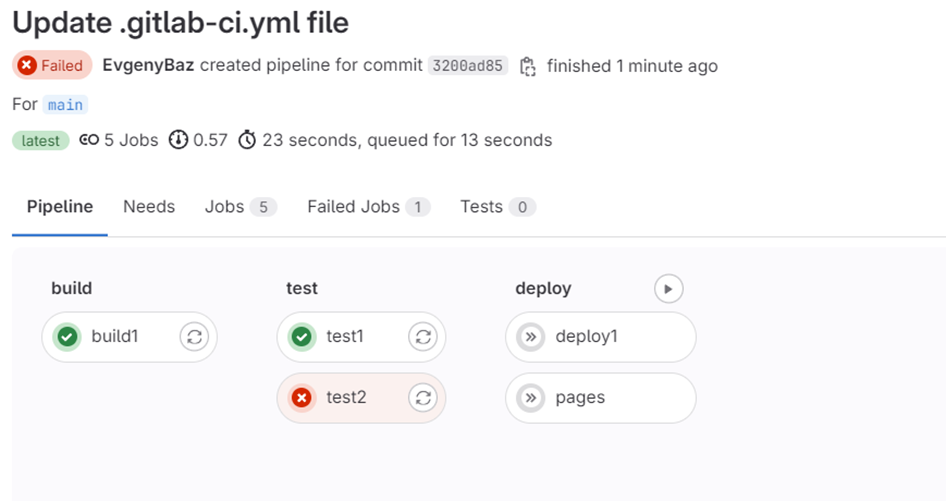 Update .gitlab-ci.yml file
Failed EvgenyBaz created pipeline for commit 3200ad85 finished 1 minute ago
For main
latest 5 Jobs 0.57 23 seconds, queued for 13 seconds
Pipeline Needs Jobs 5 Failed Jobs 1 Tests 0
build test deploy
build1 test1 deploy1
test2 pages